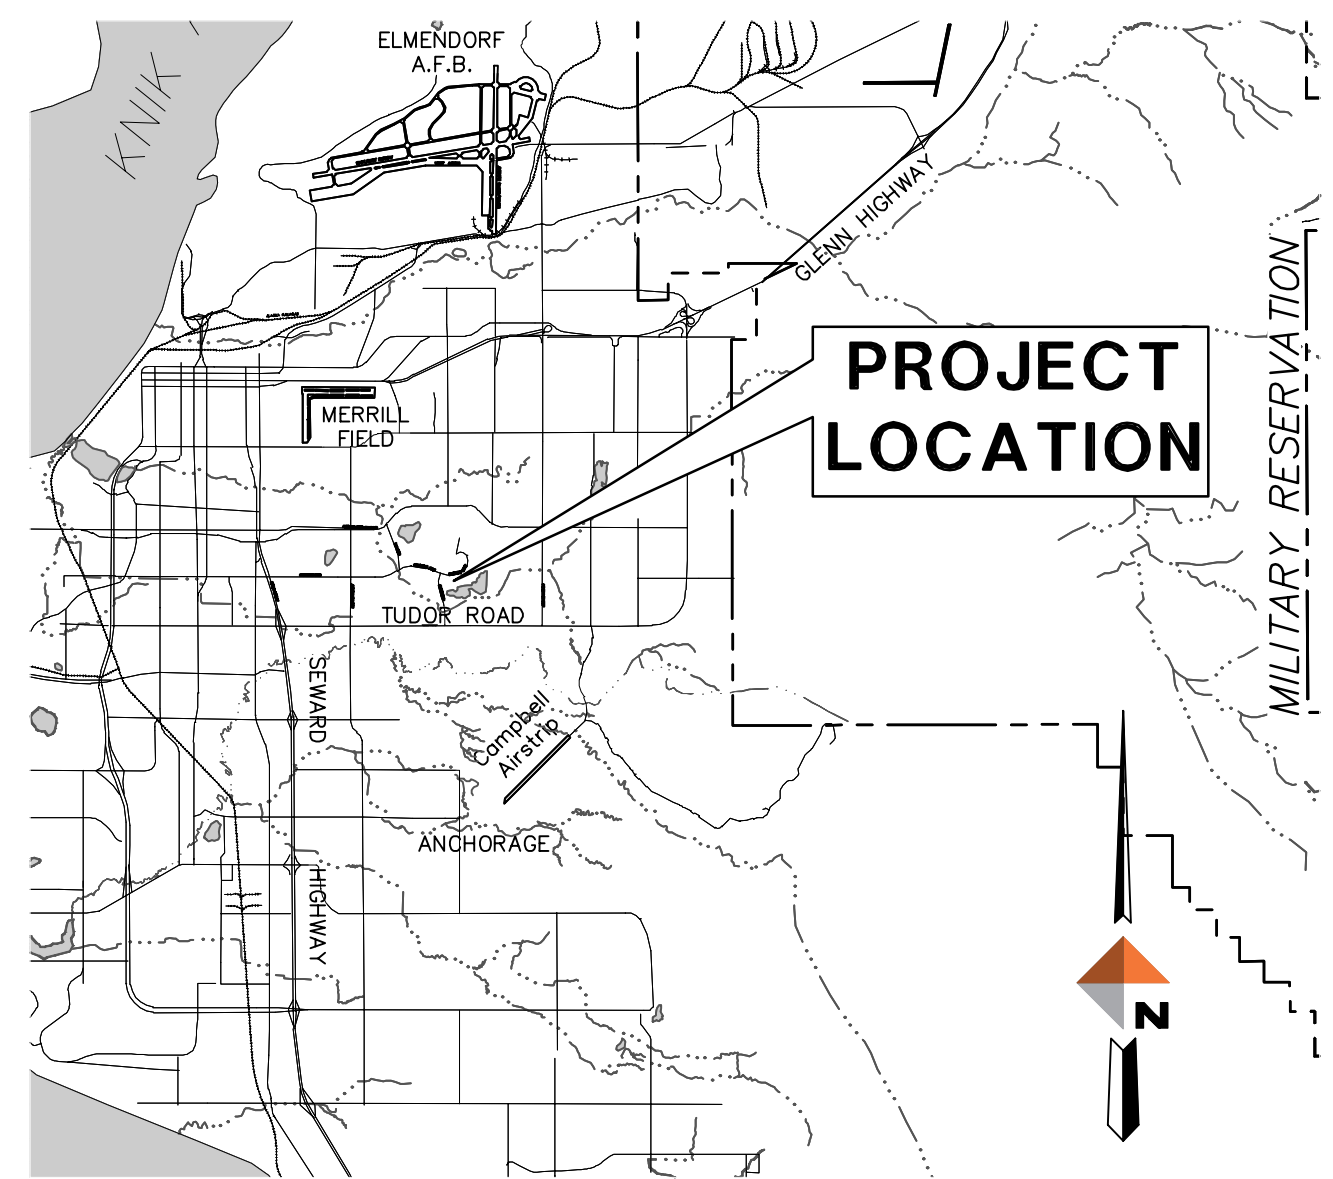 ELMENDORF
A.F.B.
KNIK
GLENN HIGHWAY
PROJECT
LOCATION
MILITARY RESERVATION
MERRILL
FIELD
TUDOR ROAD
SEWARD
Campbell
Airstrip
ANCHORAGE
HIGHWAY
N